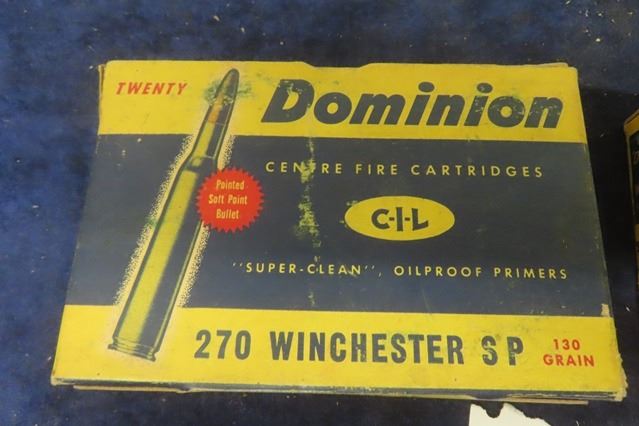 TWENTY
Dominion
CENTRE FIRE CARTRIDGES
Pointed
Soft Point
Bullet
C-I-L
"SUPER-CLEAN", OILPROOF PRIMERS
270 WINCHESTER SP
130
GRAIN